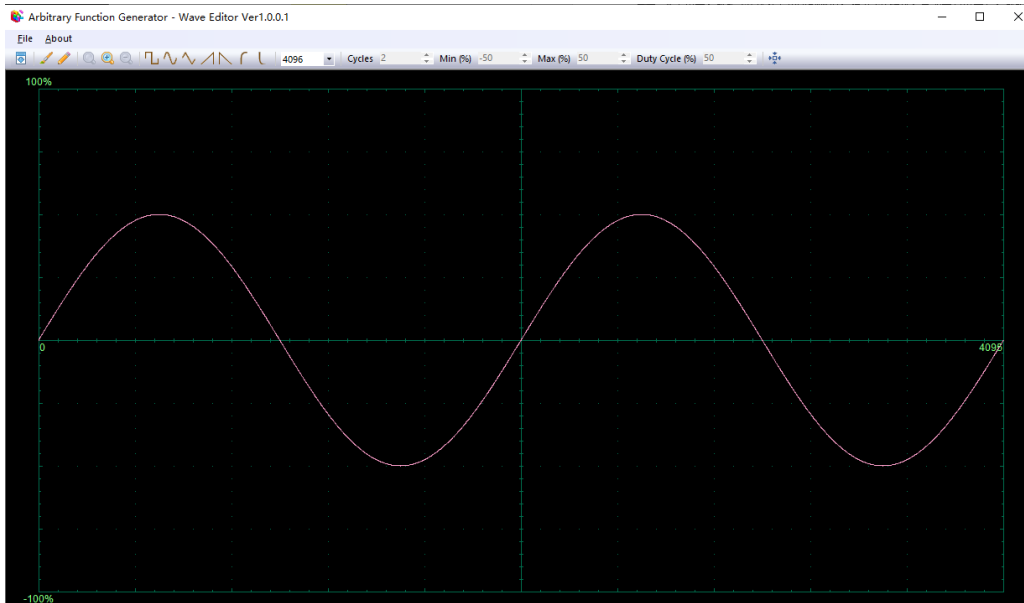 Arbitrary Function Generator - Wave Editor Ver1.0.0.1
File About
4096 Cycles 2 Min (%) -50 Max (%) 50 Duty Cycle (%) 50
100%
0 4095
-100%